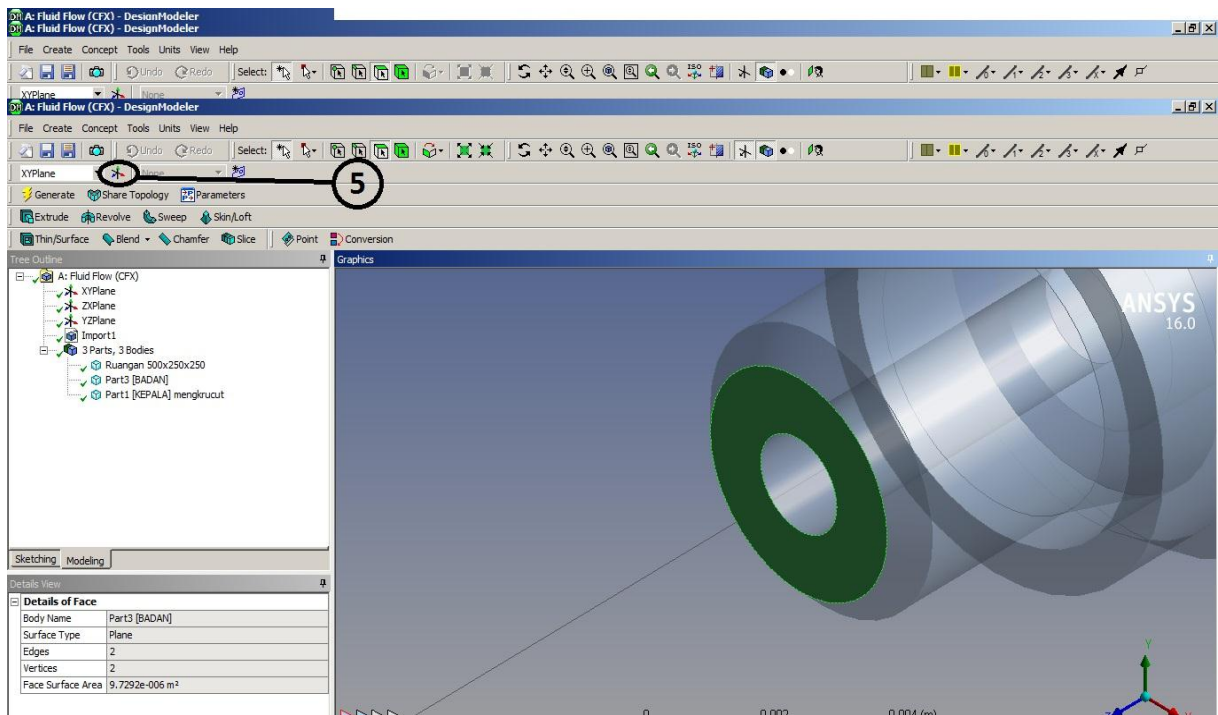 A: Fluid Flow (CFX) - DesignModeler
A: Fluid Flow (CFX) - DesignModeler
File Create Concept Tools Units View Help
Undo Redo Select: ISO
XYPlane None
A: Fluid Flow (CFX) - DesignModeler
File Create Concept Tools Units View Help
Undo Redo Select: ISO
XYPlane None
5
Generate Share Topology Parameters
Extrude Revolve Sweep Skin/Loft
Thin/Surface Blend Chamfer Slice Point Conversion
Tree Outline Graphics
A: Fluid Flow (CFX)
XYPlane
ZXPlane
YZPlane
Import1
3 Parts, 3 Bodies
Ruangan 500x250x250
Part3 [BADAN]
Part1 [KEPALA] mengkrucut
ANSYS
16.0
Sketching Modeling
Details View
Details of Face
Body Name Part3 [BADAN]
Surface Type Plane
Edges 2
Vertices 2
Face Surface Area 9.7292e-006 m²
Y
0 0.002 0.004 (m)
Z X